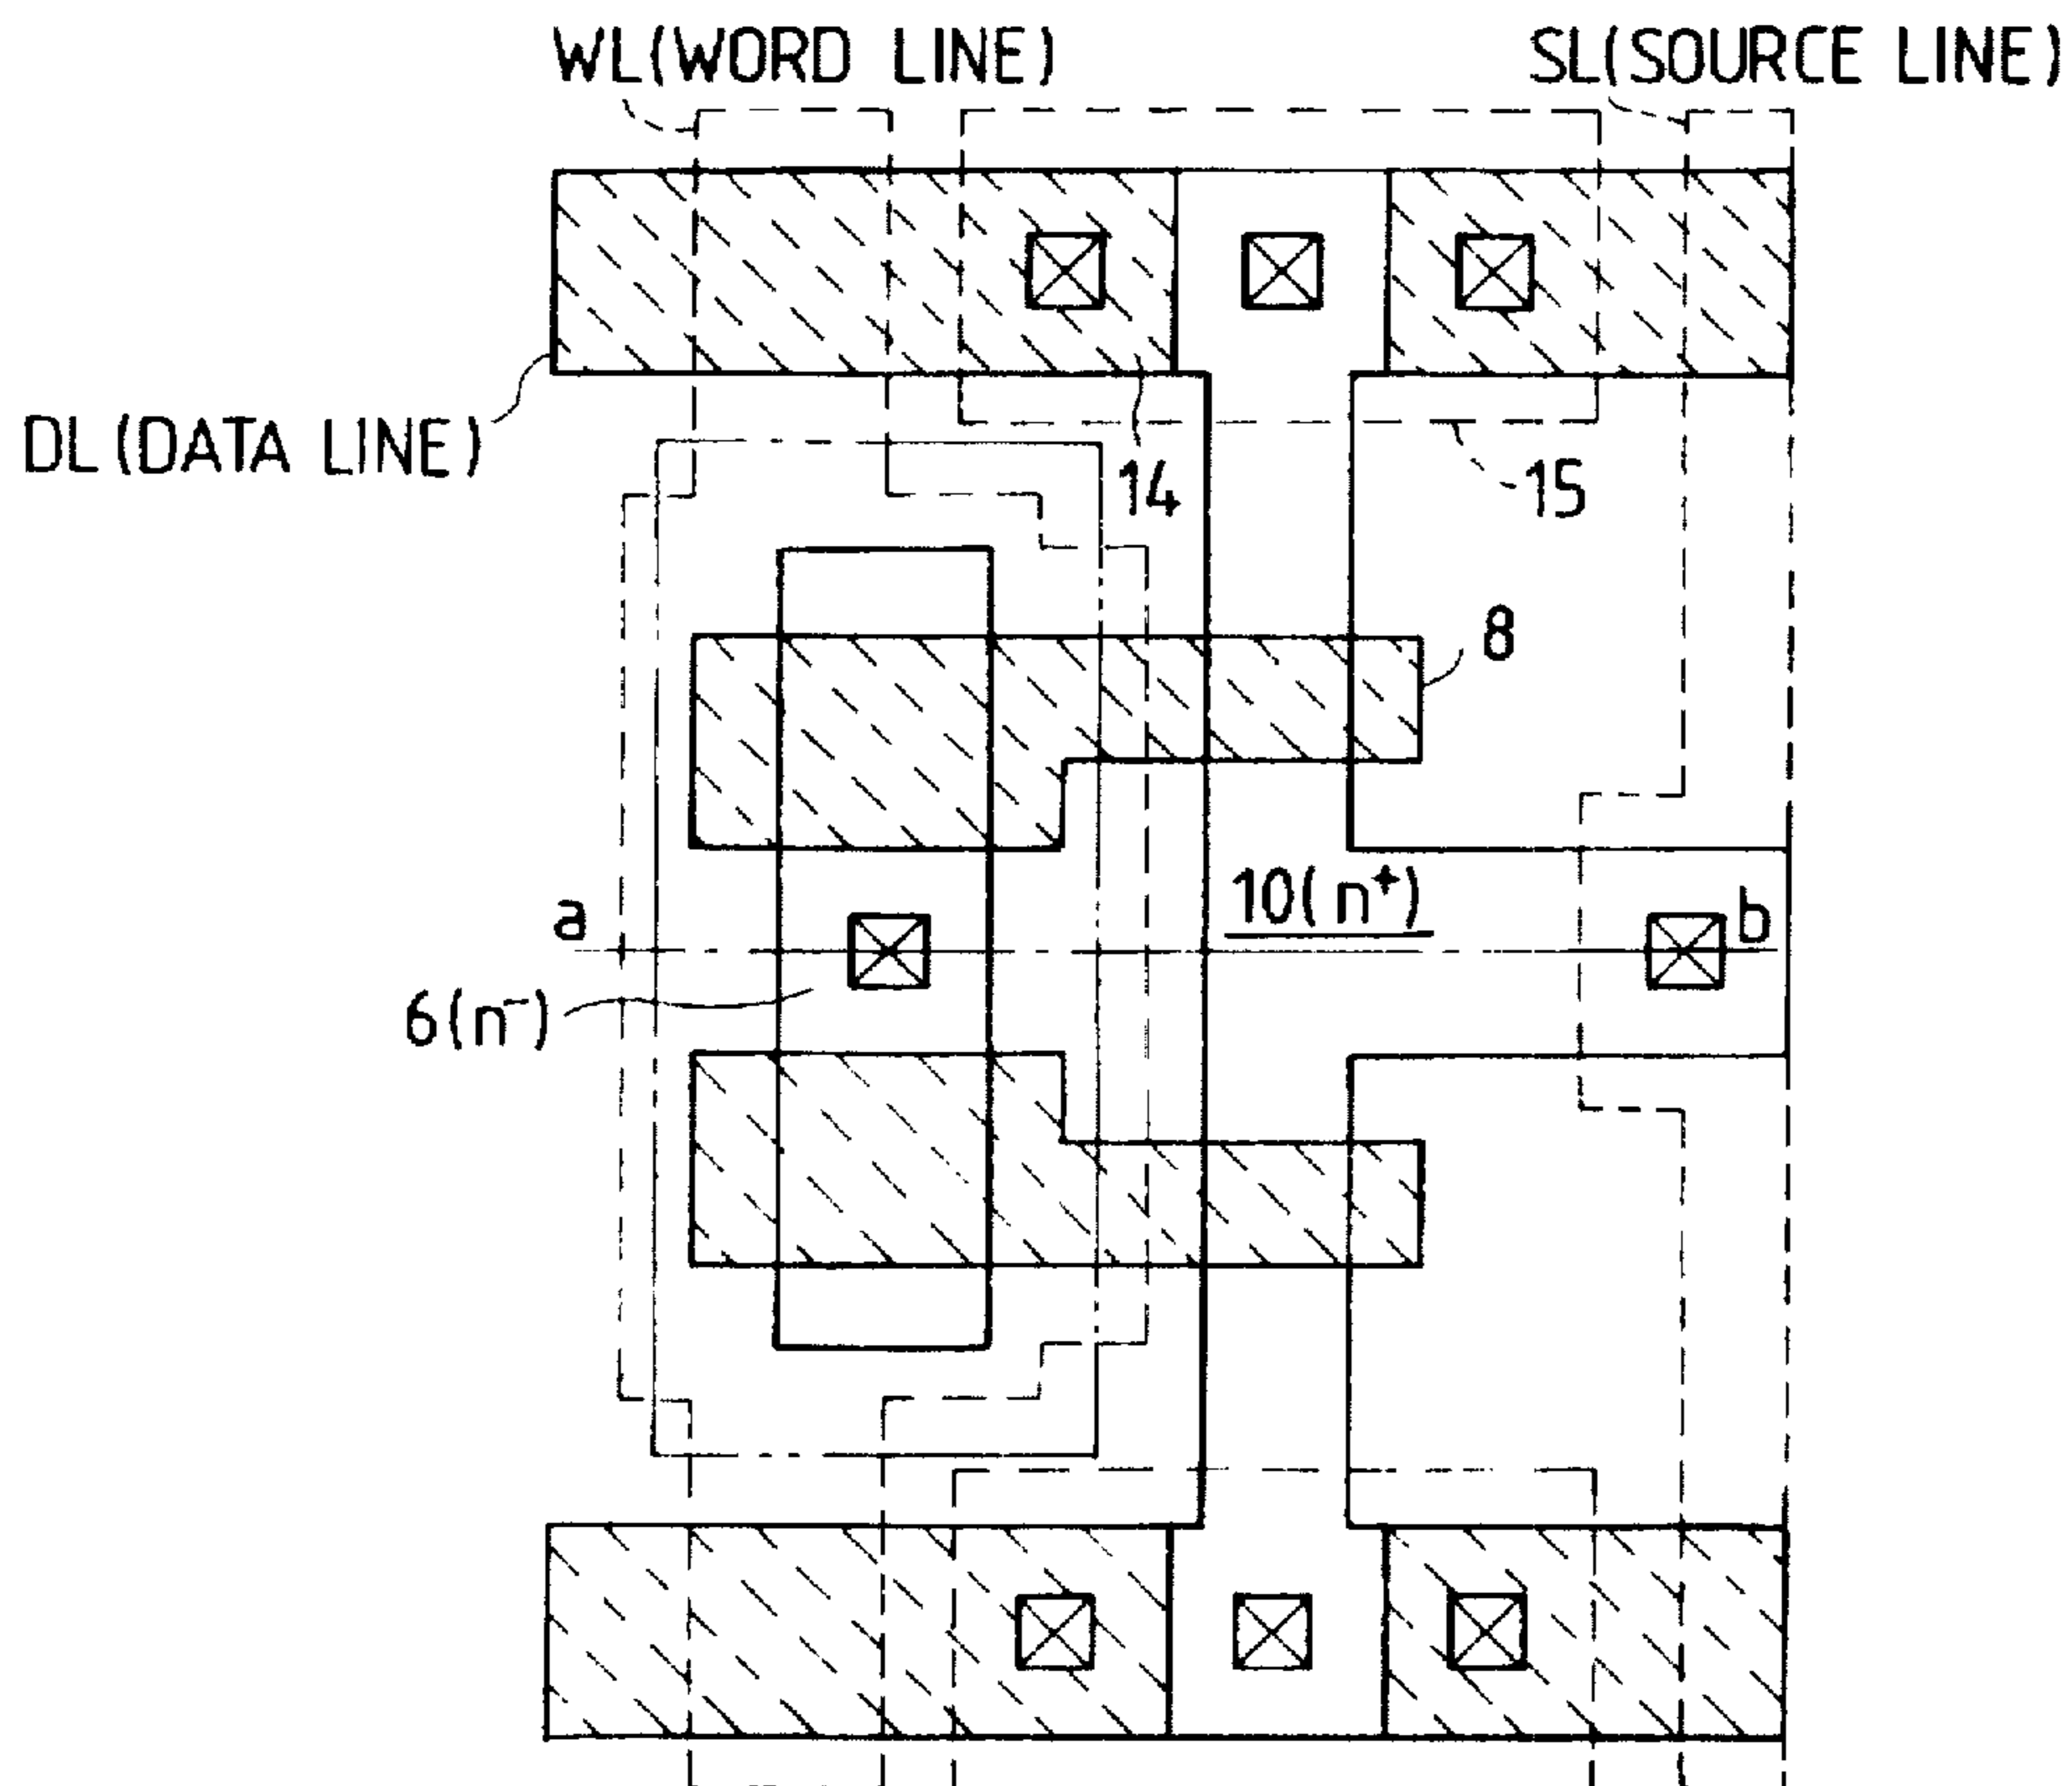 WL(WORD LINE)
SL(SOURCE LINE)
DL(DATA LINE)
14
15
8
10(n⁺)
a
b
6(n⁻)